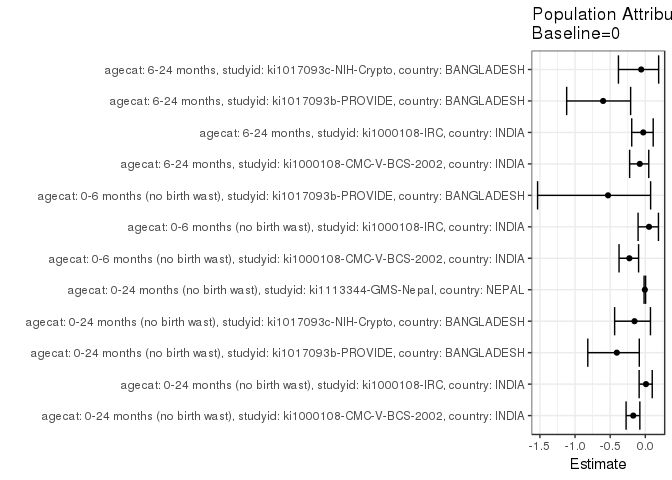 Population Attribu
Baseline=0
agecat: 6-24 months, studyid: ki1017093c-NIH-Crypto, country: BANGLADESH
agecat: 6-24 months, studyid: ki1017093b-PROVIDE, country: BANGLADESH
agecat: 6-24 months, studyid: ki1000108-IRC, country: INDIA
agecat: 6-24 months, studyid: ki1000108-CMC-V-BCS-2002, country: INDIA
agecat: 0-6 months (no birth wast), studyid: ki1017093b-PROVIDE, country: BANGLADESH
agecat: 0-6 months (no birth wast), studyid: ki1000108-IRC, country: INDIA
agecat: 0-6 months (no birth wast), studyid: ki1000108-CMC-V-BCS-2002, country: INDIA
agecat: 0-24 months (no birth wast), studyid: ki1113344-GMS-Nepal, country: NEPAL
agecat: 0-24 months (no birth wast), studyid: ki1017093c-NIH-Crypto, country: BANGLADESH
agecat: 0-24 months (no birth wast), studyid: ki1017093b-PROVIDE, country: BANGLADESH
agecat: 0-24 months (no birth wast), studyid: ki1000108-IRC, country: INDIA
agecat: 0-24 months (no birth wast), studyid: ki1000108-CMC-V-BCS-2002, country: INDIA
-1.5 -1.0 -0.5 0.0
Estimate